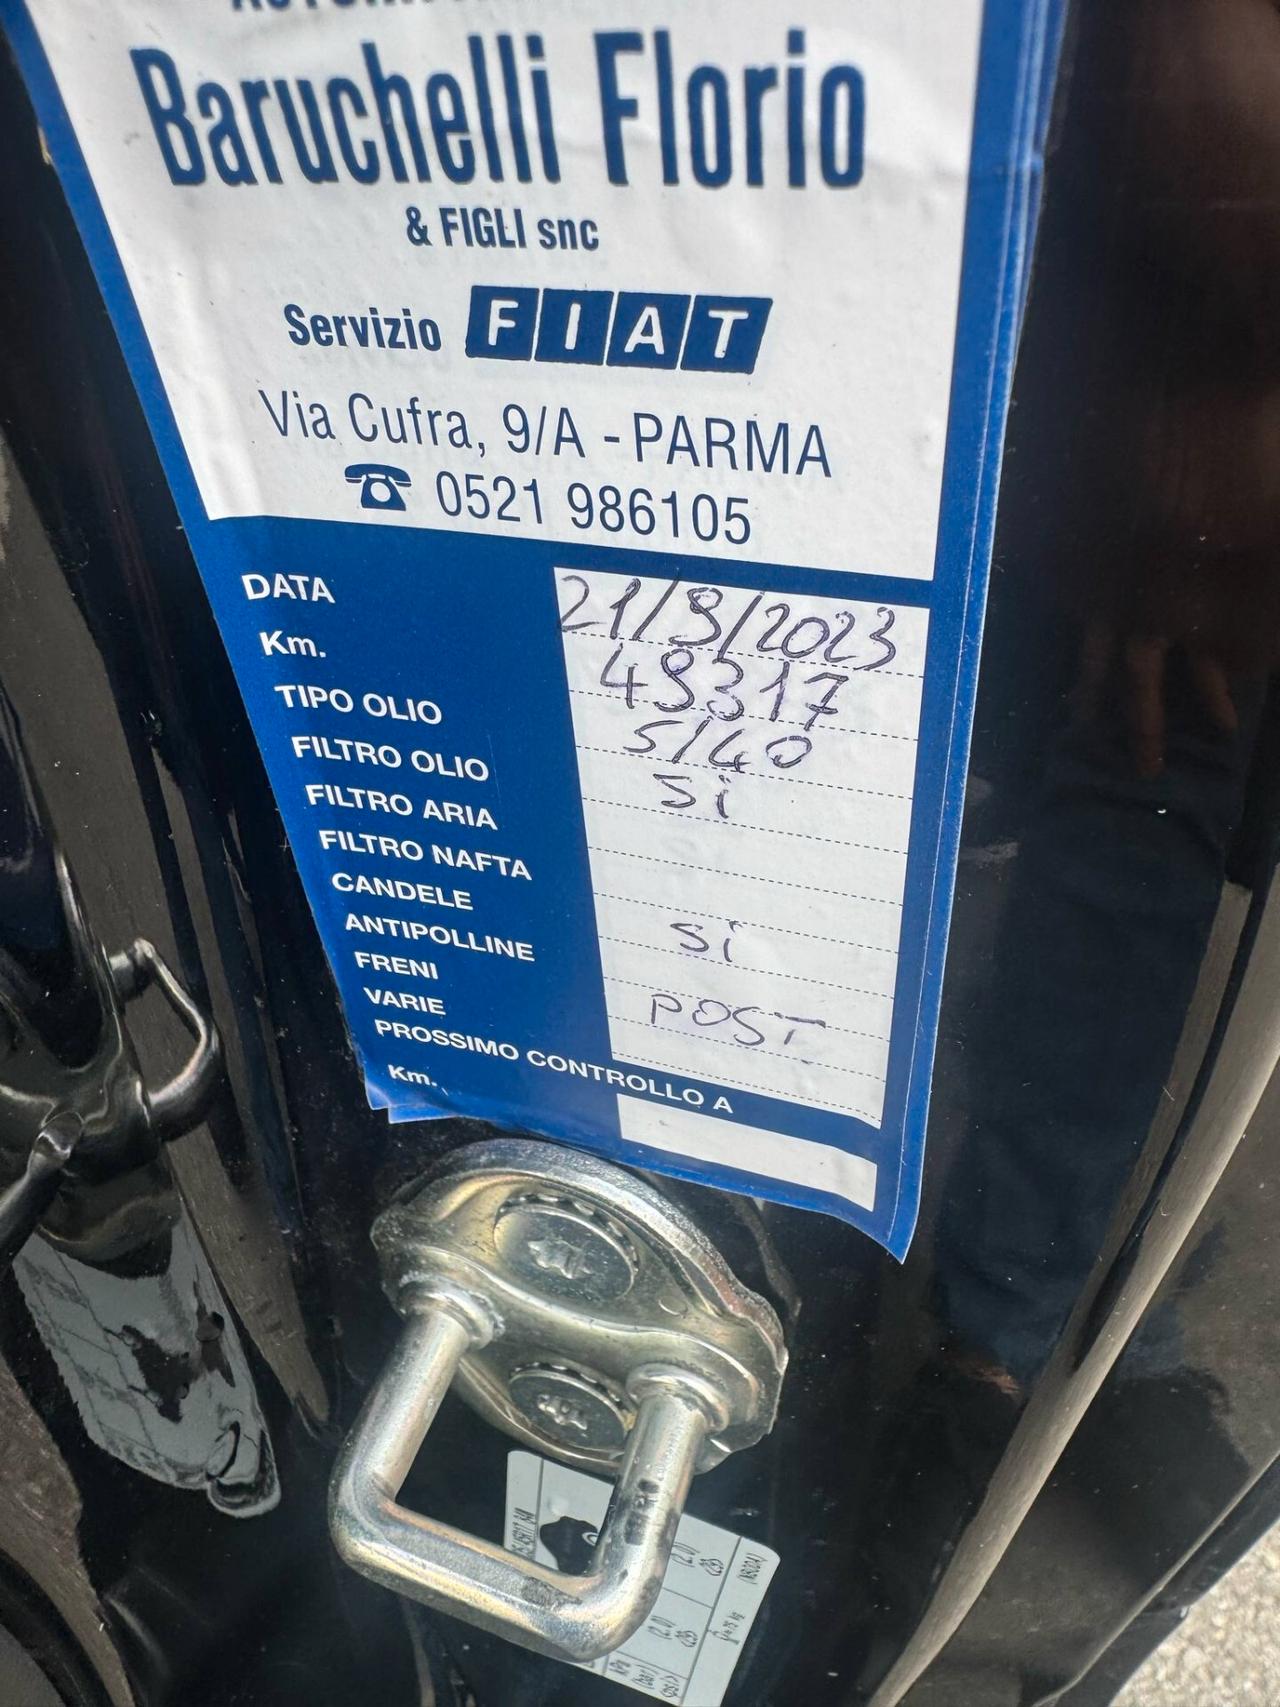 Baruchelli Florio
& FIGLI snc
Servizio FIAT
Via Cufra, 9/A - PARMA
☎ 0521 986105
DATA 21/9/2023
Km. 49317
TIPO OLIO 5/40
FILTRO OLIO Si
FILTRO ARIA
FILTRO NAFTA
CANDELE
ANTIPOLLINE Si
FRENI
VARIE POST
PROSSIMO CONTROLLO A
Km.